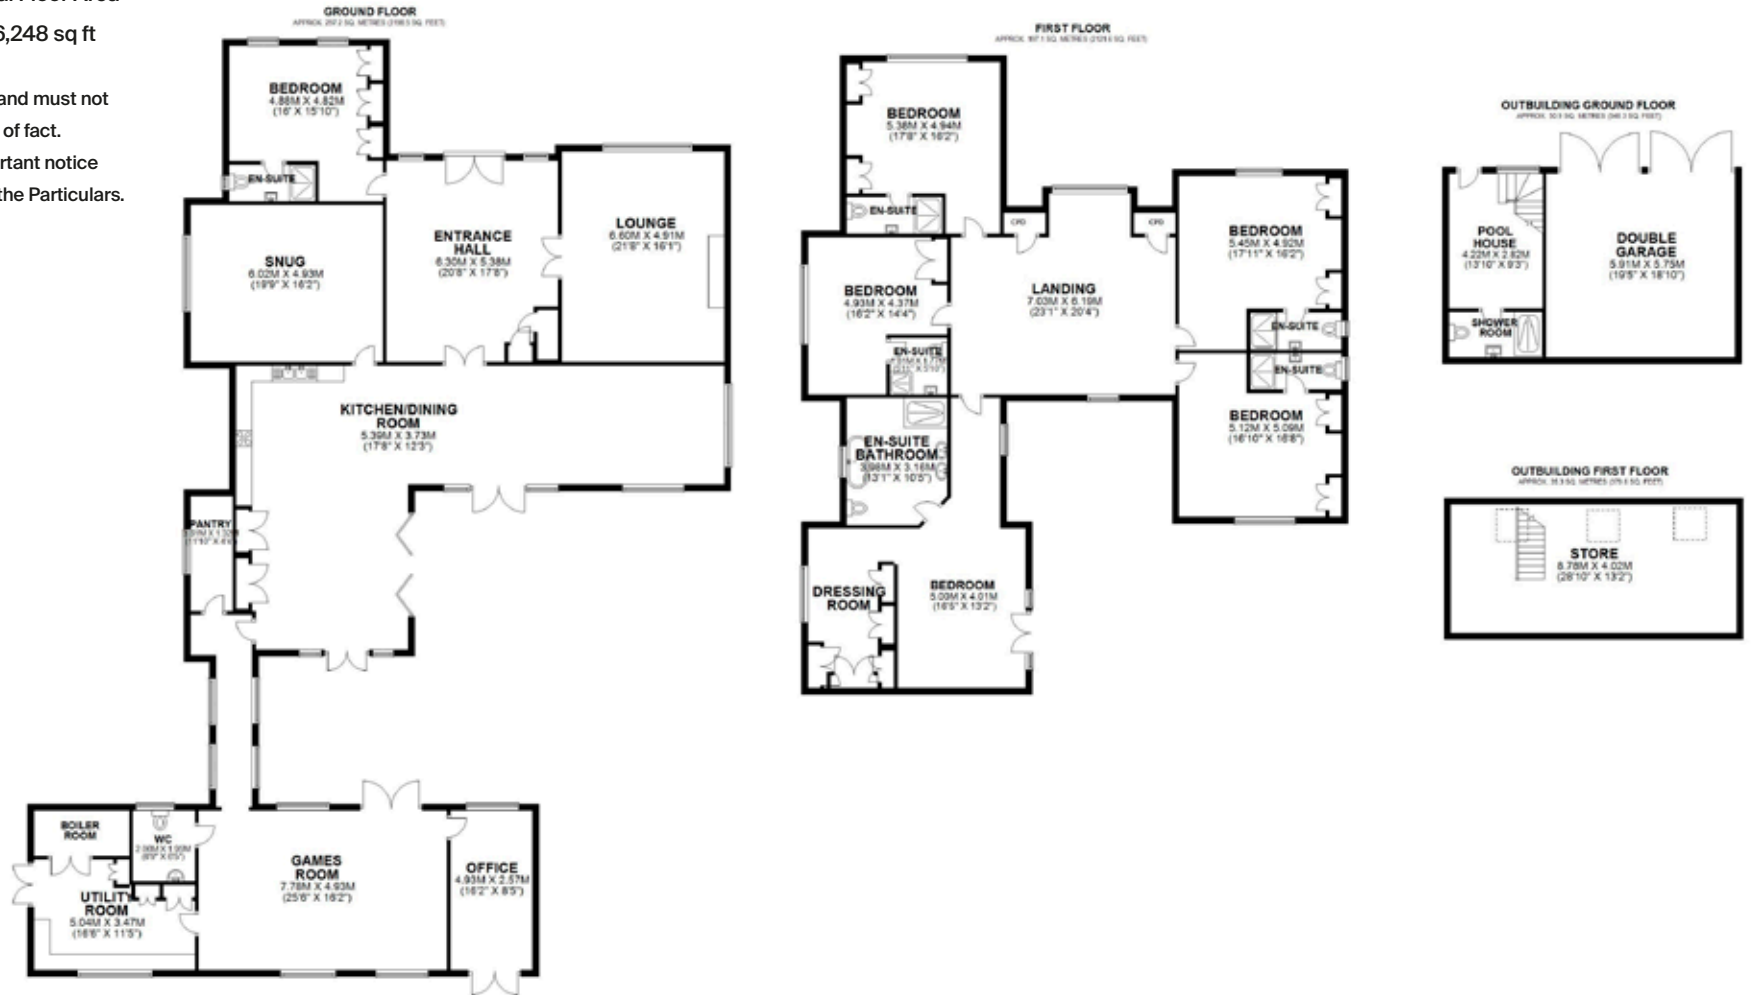 6,248 sq ft
and must not
of fact.
rtant notice
the Particulars.
GROUND FLOOR
BEDROOM
4.88M X 4.82M
(16' X 15'10")
EN-SUITE
SNUG
6.02M X 4.93M
(19'9" X 16'2")
ENTRANCE
HALL
6.30M X 5.38M
(20'8" X 17'8")
LOUNGE
6.60M X 4.91M
(21'8" X 16'1")
KITCHEN/DINING
ROOM
5.39M X 3.73M
(17'8" X 12'3")
PANTRY
BOILER
ROOM
WC
UTILITY
ROOM
5.04M X 3.47M
(16'6" X 11'5")
GAMES
ROOM
7.78M X 4.93M
(25'6" X 16'2")
OFFICE
4.93M X 2.57M
(16'2" X 8'5")
FIRST FLOOR
BEDROOM
5.38M X 4.94M
(17'8" X 16'2")
EN-SUITE
BEDROOM
4.93M X 4.37M
(16'2" X 14'4")
EN-SUITE
CPD
CPD
LANDING
7.03M X 6.19M
(23'1" X 20'4")
BEDROOM
5.45M X 4.92M
(17'11" X 16'2")
EN-SUITE
EN-SUITE
BEDROOM
5.12M X 5.09M
(16'10" X 16'8")
EN-SUITE
BATHROOM
3.98M X 3.16M
(13'1" X 10'5")
DRESSING
ROOM
BEDROOM
5.00M X 4.01M
(16'5" X 13'2")
OUTBUILDING GROUND FLOOR
POOL
HOUSE
4.22M X 2.82M
(13'10" X 9'3")
SHOWER
ROOM
DOUBLE
GARAGE
5.91M X 5.75M
(19'5" X 18'10")
OUTBUILDING FIRST FLOOR
STORE
8.78M X 4.02M
(28'10" X 13'2")